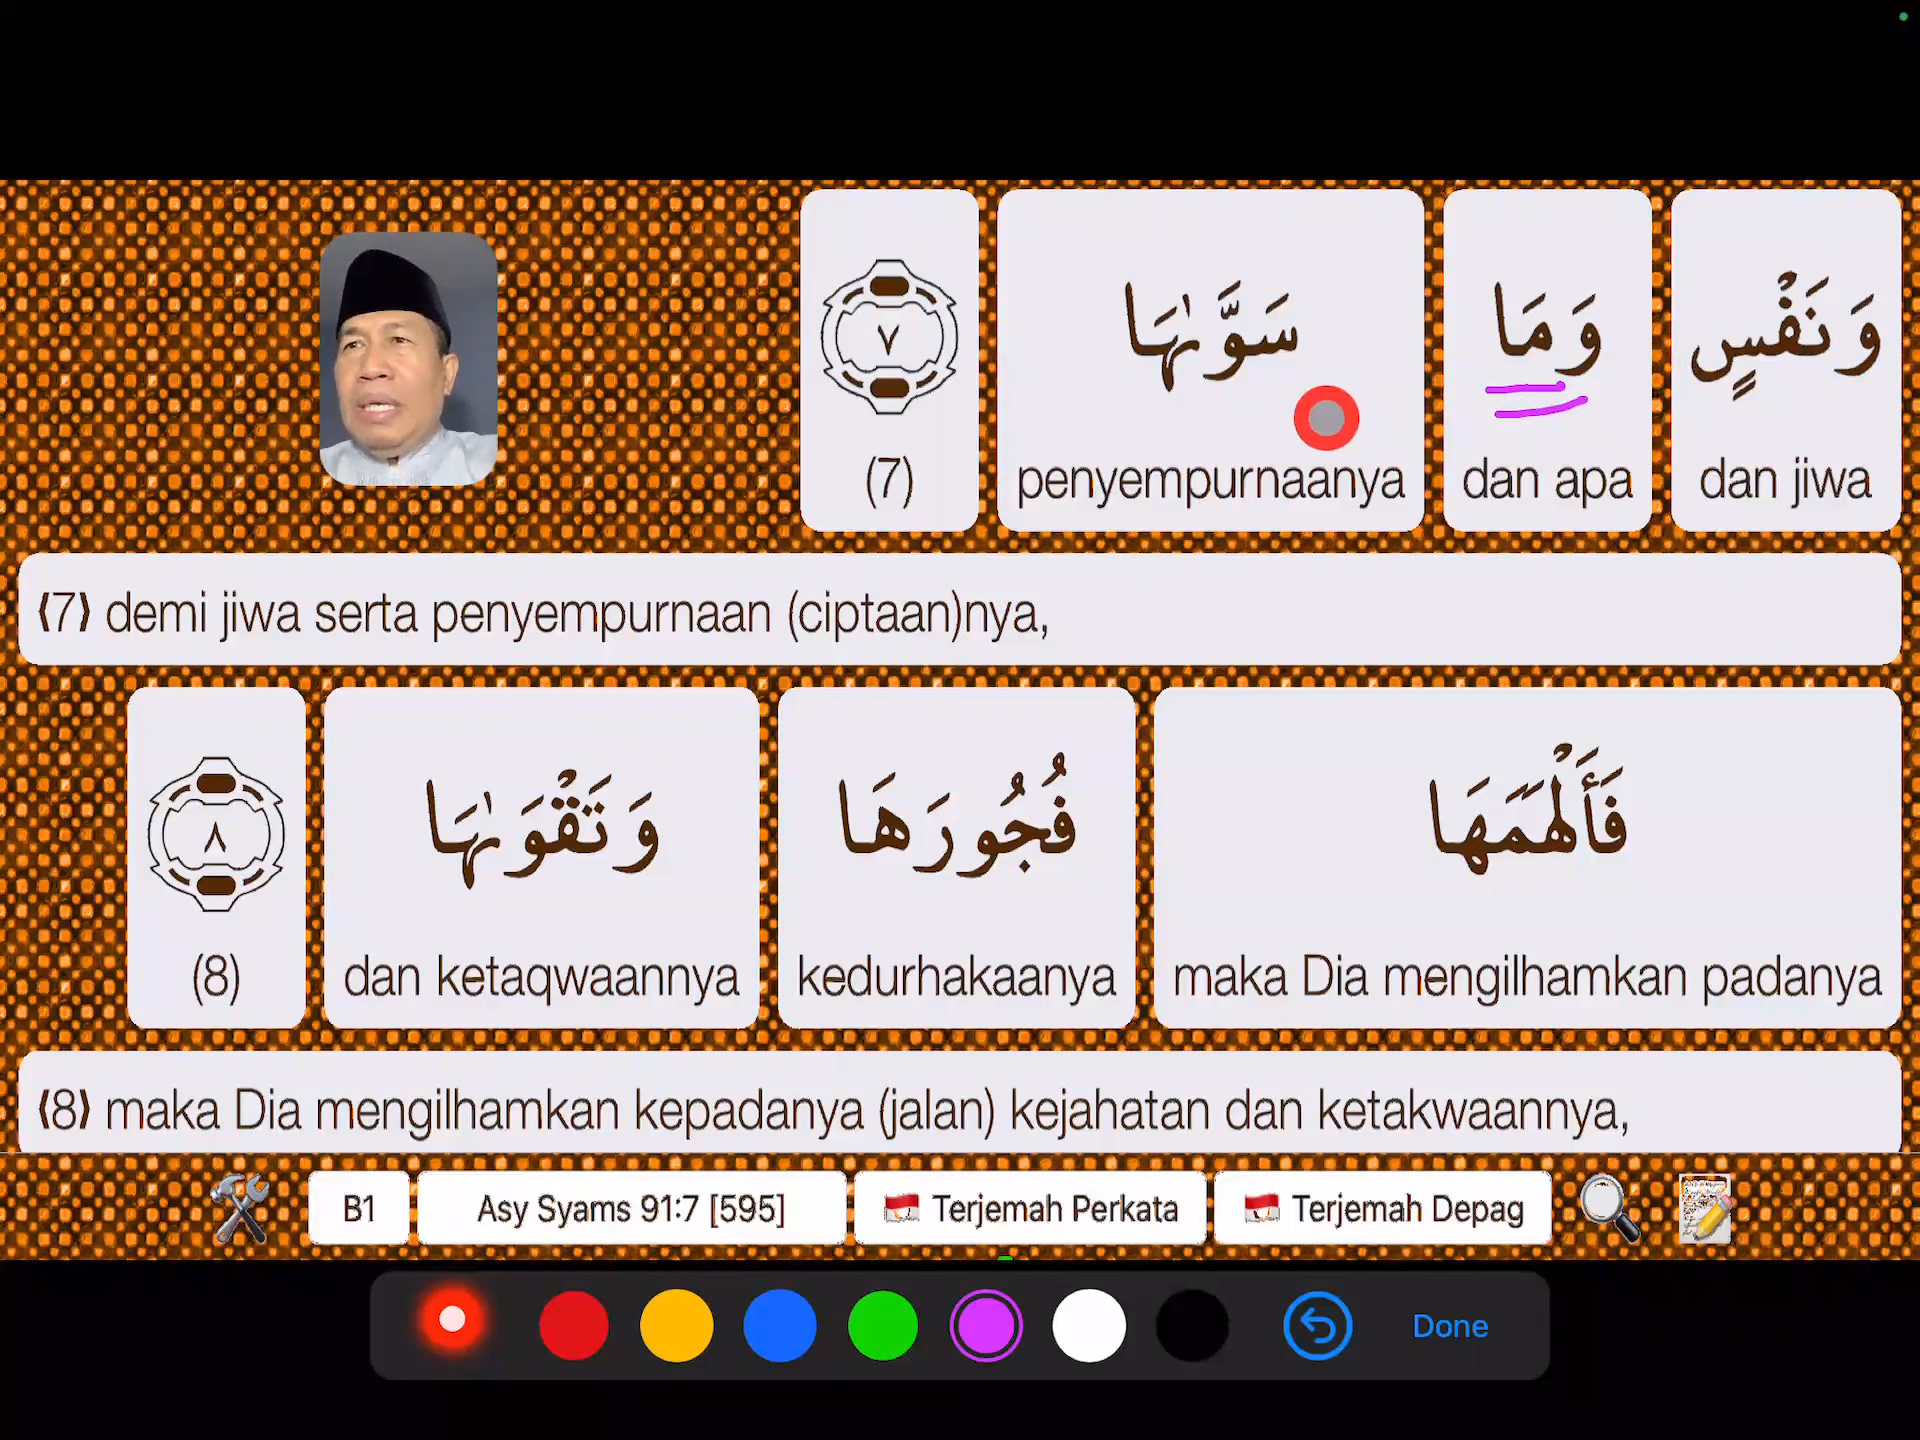 وَنَفْسٍ وَمَا سَوَّىٰهَا ٧
dan jiwa dan apa penyempurnaanya (7)
(7) demi jiwa serta penyempurnaan (ciptaan)nya,
فَأَلْهَمَهَا فُجُورَهَا وَتَقْوَىٰهَا ٨
maka Dia mengilhamkan padanya kedurhakaanya dan ketaqwaannya (8)
(8) maka Dia mengilhamkan kepadanya (jalan) kejahatan dan ketakwaannya,
B1 Asy Syams 91:7 [595] Terjemah Perkata Terjemah Depag
Done